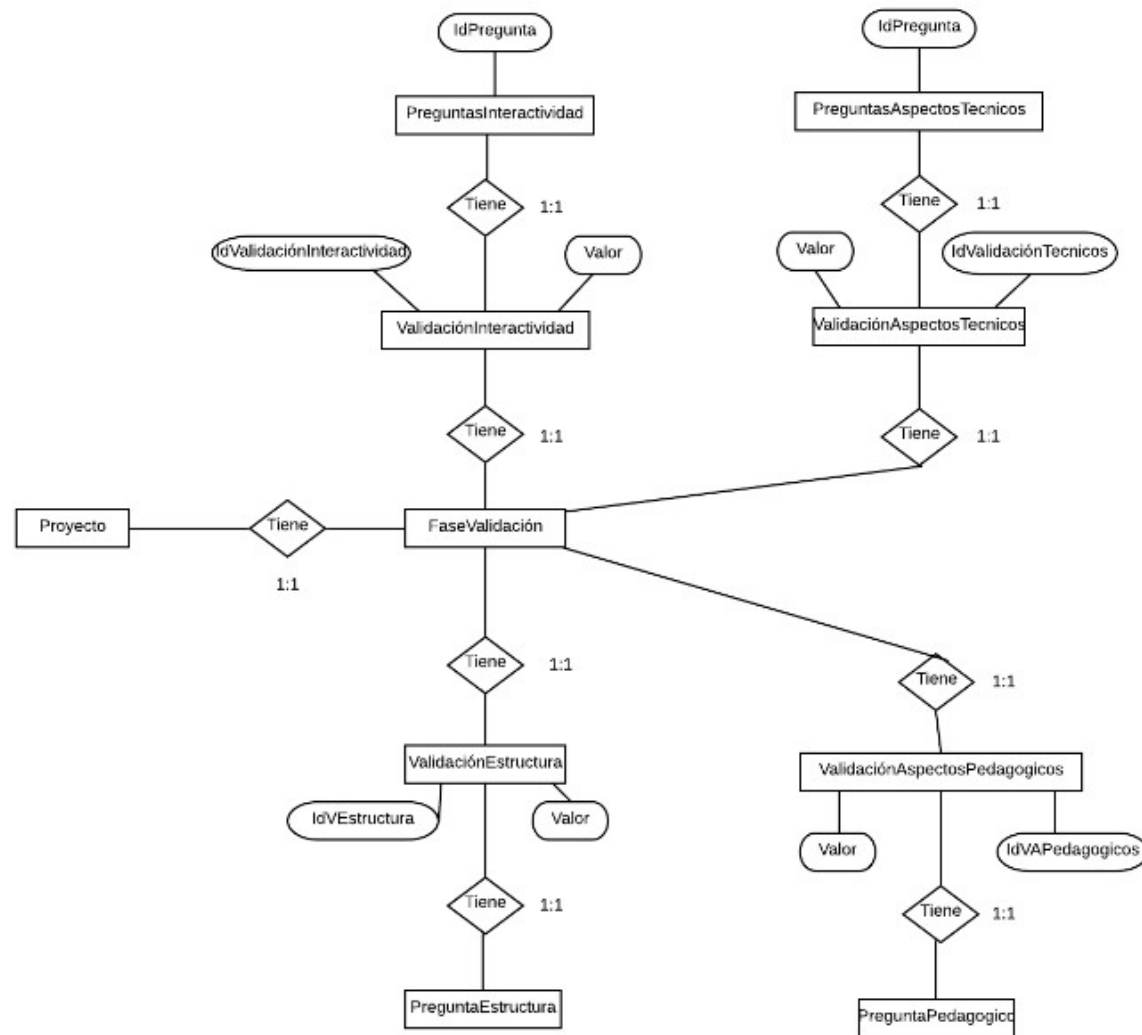 IdPregunta
IdPregunta
PreguntasInteractividad
PreguntasAspectosTecnicos
Tiene
1:1
Tiene
1:1
IdValidaciónInteractividad
Valor
Valor
IdValidaciónTecnicos
ValidaciónInteractividad
ValidaciónAspectosTecnicos
Tiene
1:1
Tiene
1:1
Proyecto
Tiene
FaseValidación
1:1
Tiene
1:1
Tiene
1:1
ValidaciónEstructura
ValidaciónAspectosPedagogicos
IdVEstructura
Valor
Valor
IdVAPedagogicos
Tiene
1:1
Tiene
1:1
PreguntaEstructura
PreguntaPedagogico